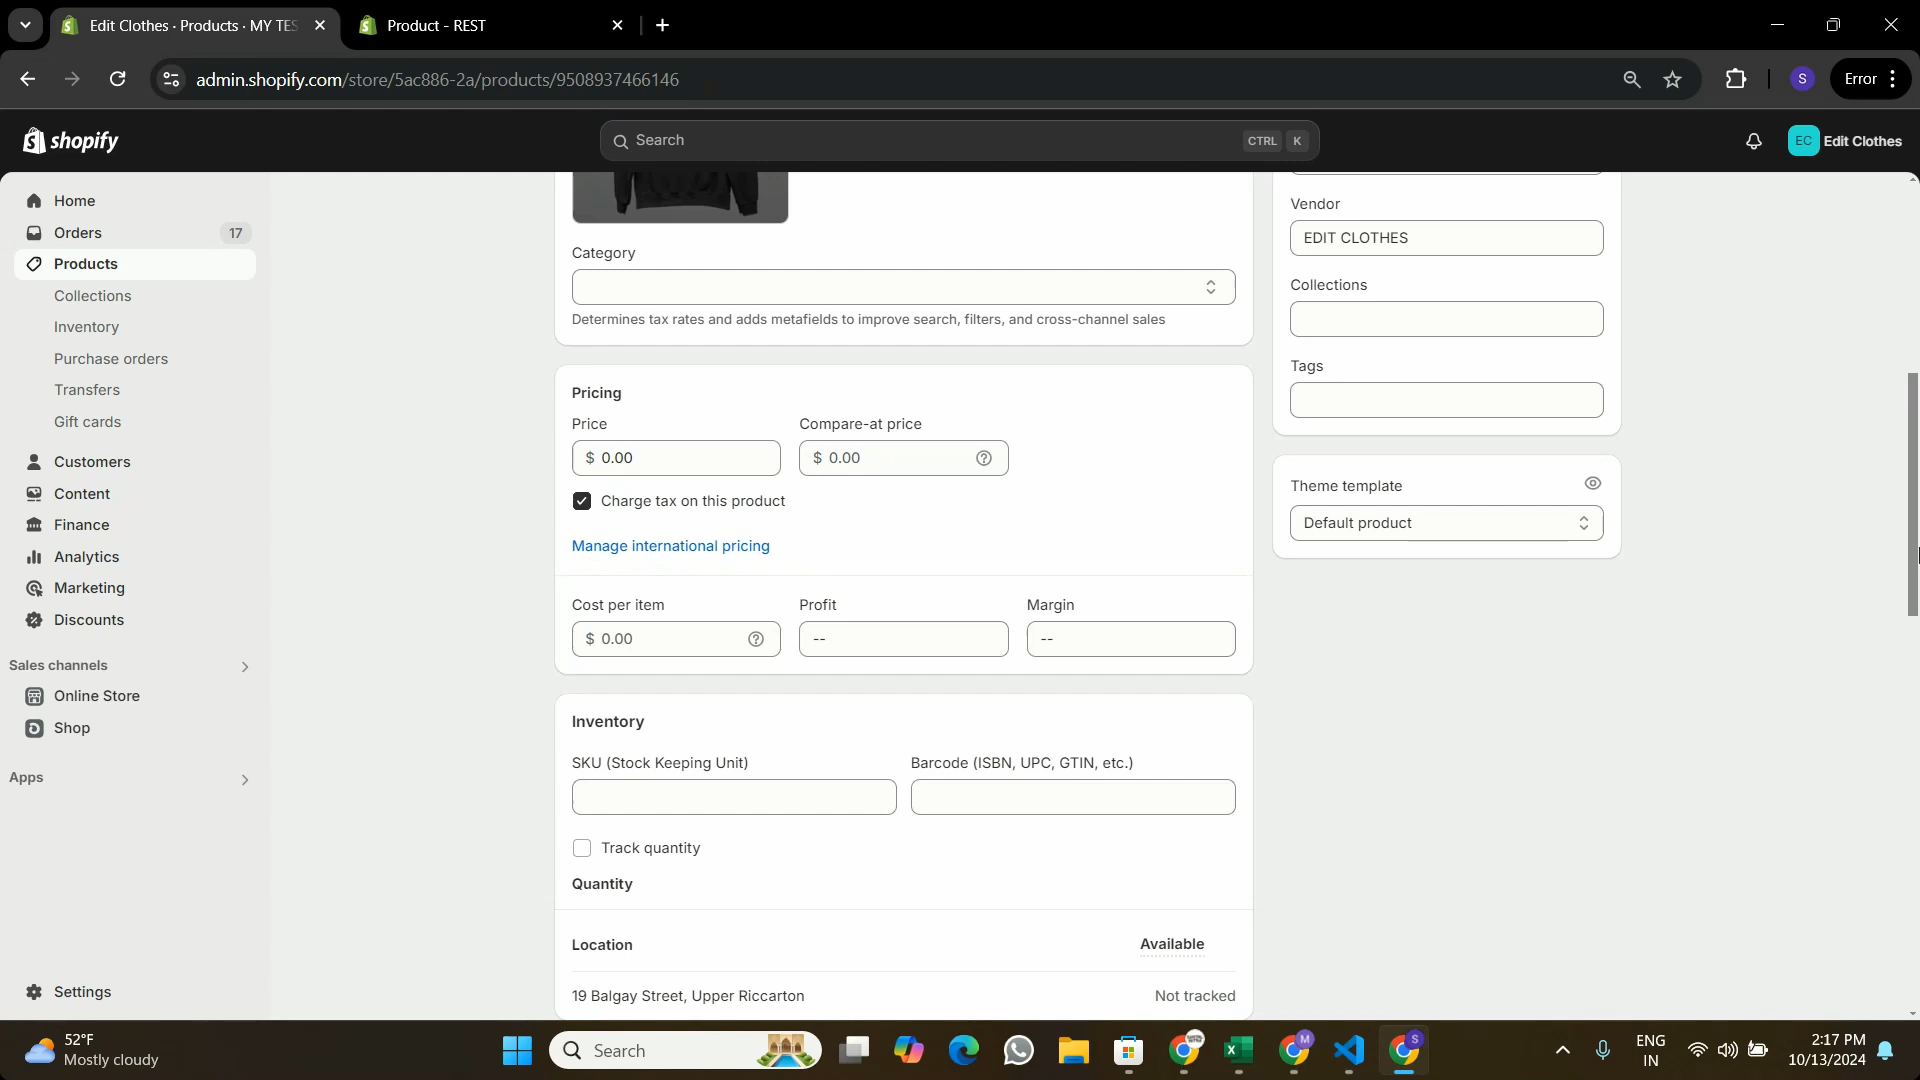 Edit Clothes · Products · MY TES
Product - REST
admin.shopify.com/store/5ac886-2a/products/9508937466146
S
Error
shopify
Search
CTRL K
EC
Edit Clothes
Home
Orders
17
Products
Collections
Inventory
Purchase orders
Transfers
Gift cards
Customers
Content
Finance
Analytics
Marketing
Discounts
Sales channels
Online Store
Shop
Apps
Settings
Category
Determines tax rates and adds metafields to improve search, filters, and cross-channel sales
Pricing
Price
Compare-at price
$ 0.00
$ 0.00
Charge tax on this product
Manage international pricing
Cost per item
Profit
Margin
$ 0.00
--
--
Inventory
SKU (Stock Keeping Unit)
Barcode (ISBN, UPC, GTIN, etc.)
Track quantity
Quantity
Location
Available
19 Balgay Street, Upper Riccarton
Not tracked
Vendor
EDIT CLOTHES
Collections
Tags
Theme template
Default product
52°F
Mostly cloudy
Search
M
S
ENG
IN
2:17 PM
10/13/2024